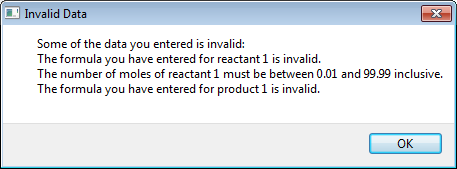 Invalid Data
Some of the data you entered is invalid:
The formula you have entered for reactant 1 is invalid.
The number of moles of reactant 1 must be between 0.01 and 99.99 inclusive.
The formula you have entered for product 1 is invalid.
OK